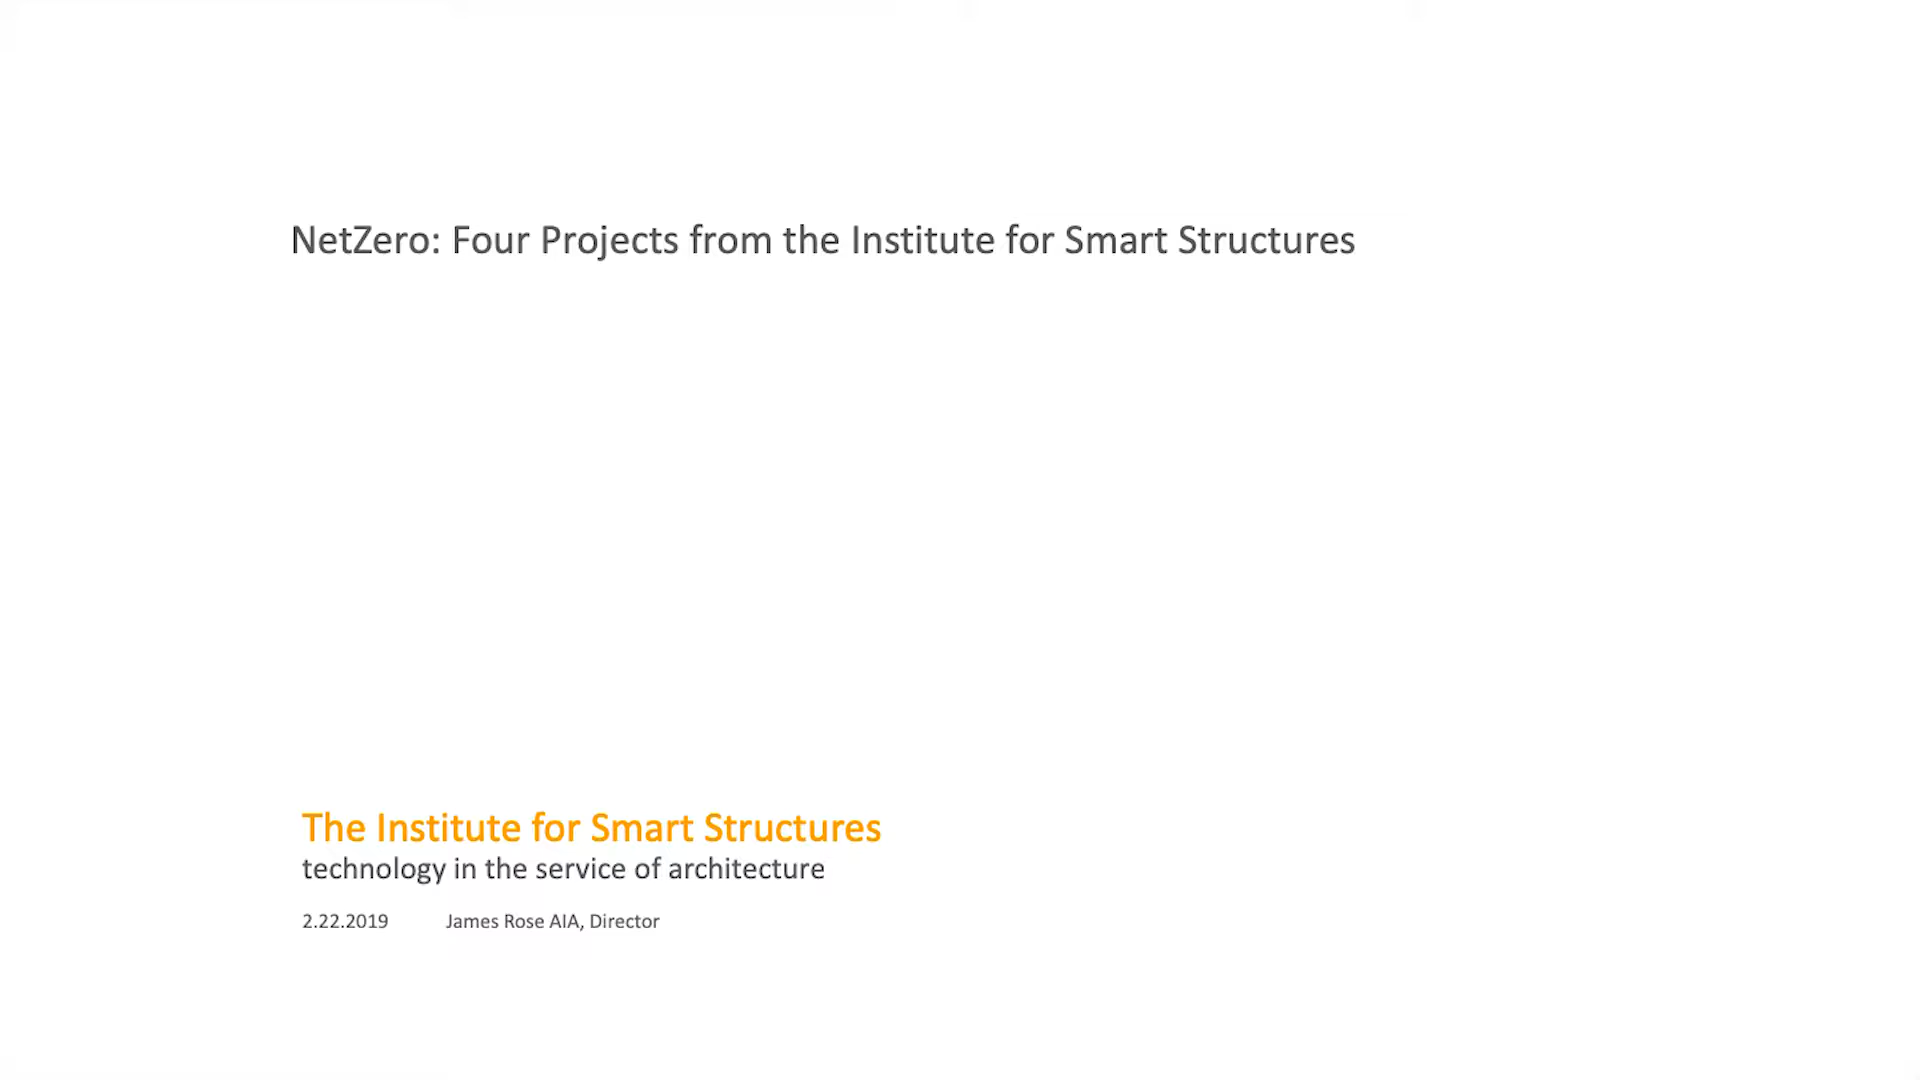 NetZero: Four Projects from the Institute for Smart Structures
The Institute for Smart Structures
technology in the service of architecture
2.22.2019 James Rose AIA, Director